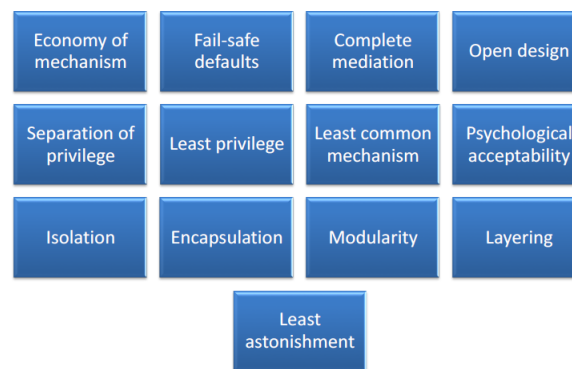 Economy of
mechanism
Fail-safe
defaults
Complete
mediation
Open design
Separation of
privilege
Least privilege
Least common
mechanism
Psychological
acceptability
Isolation
Encapsulation
Modularity
Layering
Least
astonishment